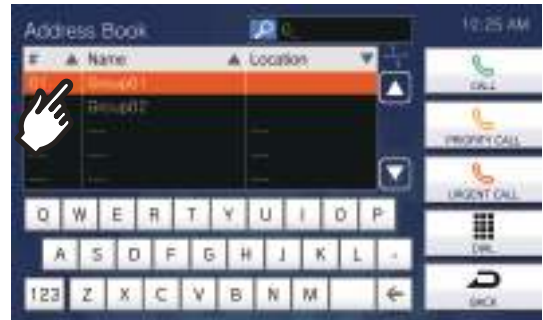 Address Book
10:25 AM
# Name Location
01 Group01
Group02
---
---
---
---
CALL
PRIORITY CALL
URGENT CALL
DIAL
BACK
Q W E R T Y U I O P
A S D F G H J K L -
123 Z X C V B N M